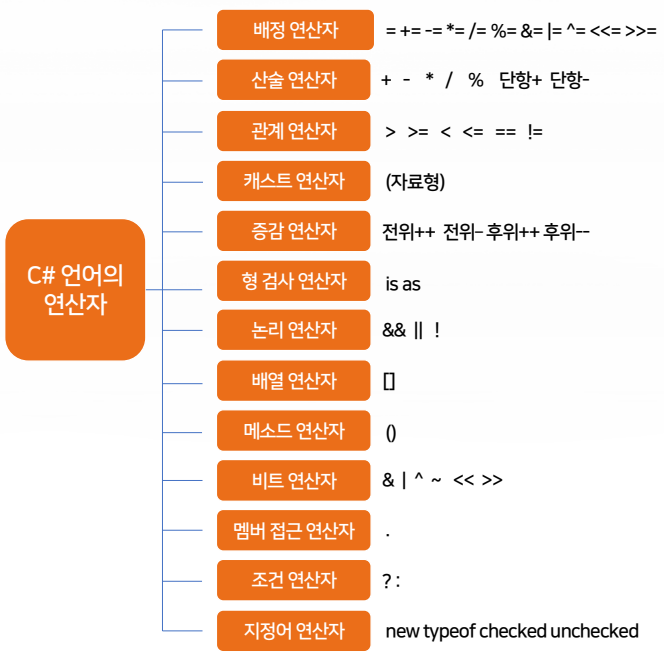 C# 언어의
연산자
배정 연산자 = += -= *= /= %= &= |= ^= <<= >>=
산술 연산자 + - * / % 단항+ 단항-
관계 연산자 > >= < <= == !=
캐스트 연산자 (자료형)
증감 연산자 전위++ 전위– 후위++ 후위--
형 검사 연산자 is as
논리 연산자 && || !
배열 연산자 []
메소드 연산자 ()
비트 연산자 & | ^ ~ << >>
멤버 접근 연산자 .
조건 연산자 ? :
지정어 연산자 new typeof checked unchecked